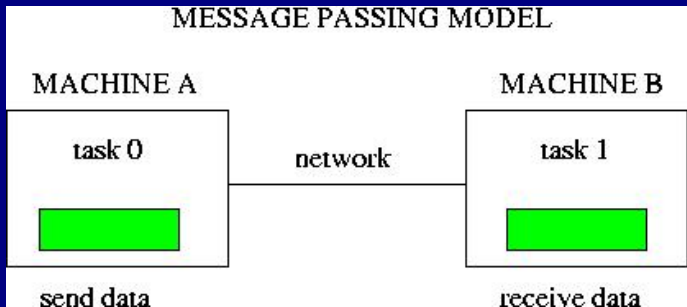 MESSAGE PASSING MODEL
MACHINE A
MACHINE B
task 0
network
task 1
send data
receive data